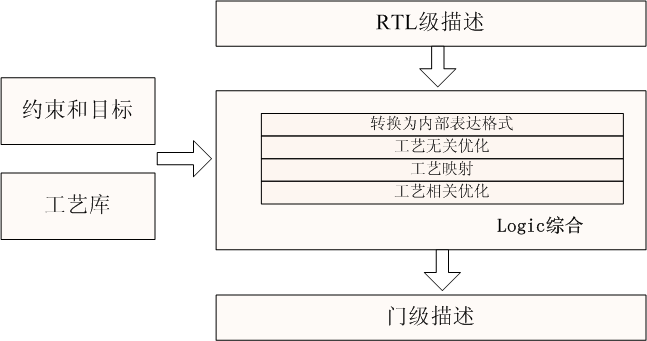 RTL级描述
约束和目标
工艺库
转换为内部表达格式
工艺无关优化
工艺映射
工艺相关优化
Logic综合
门级描述